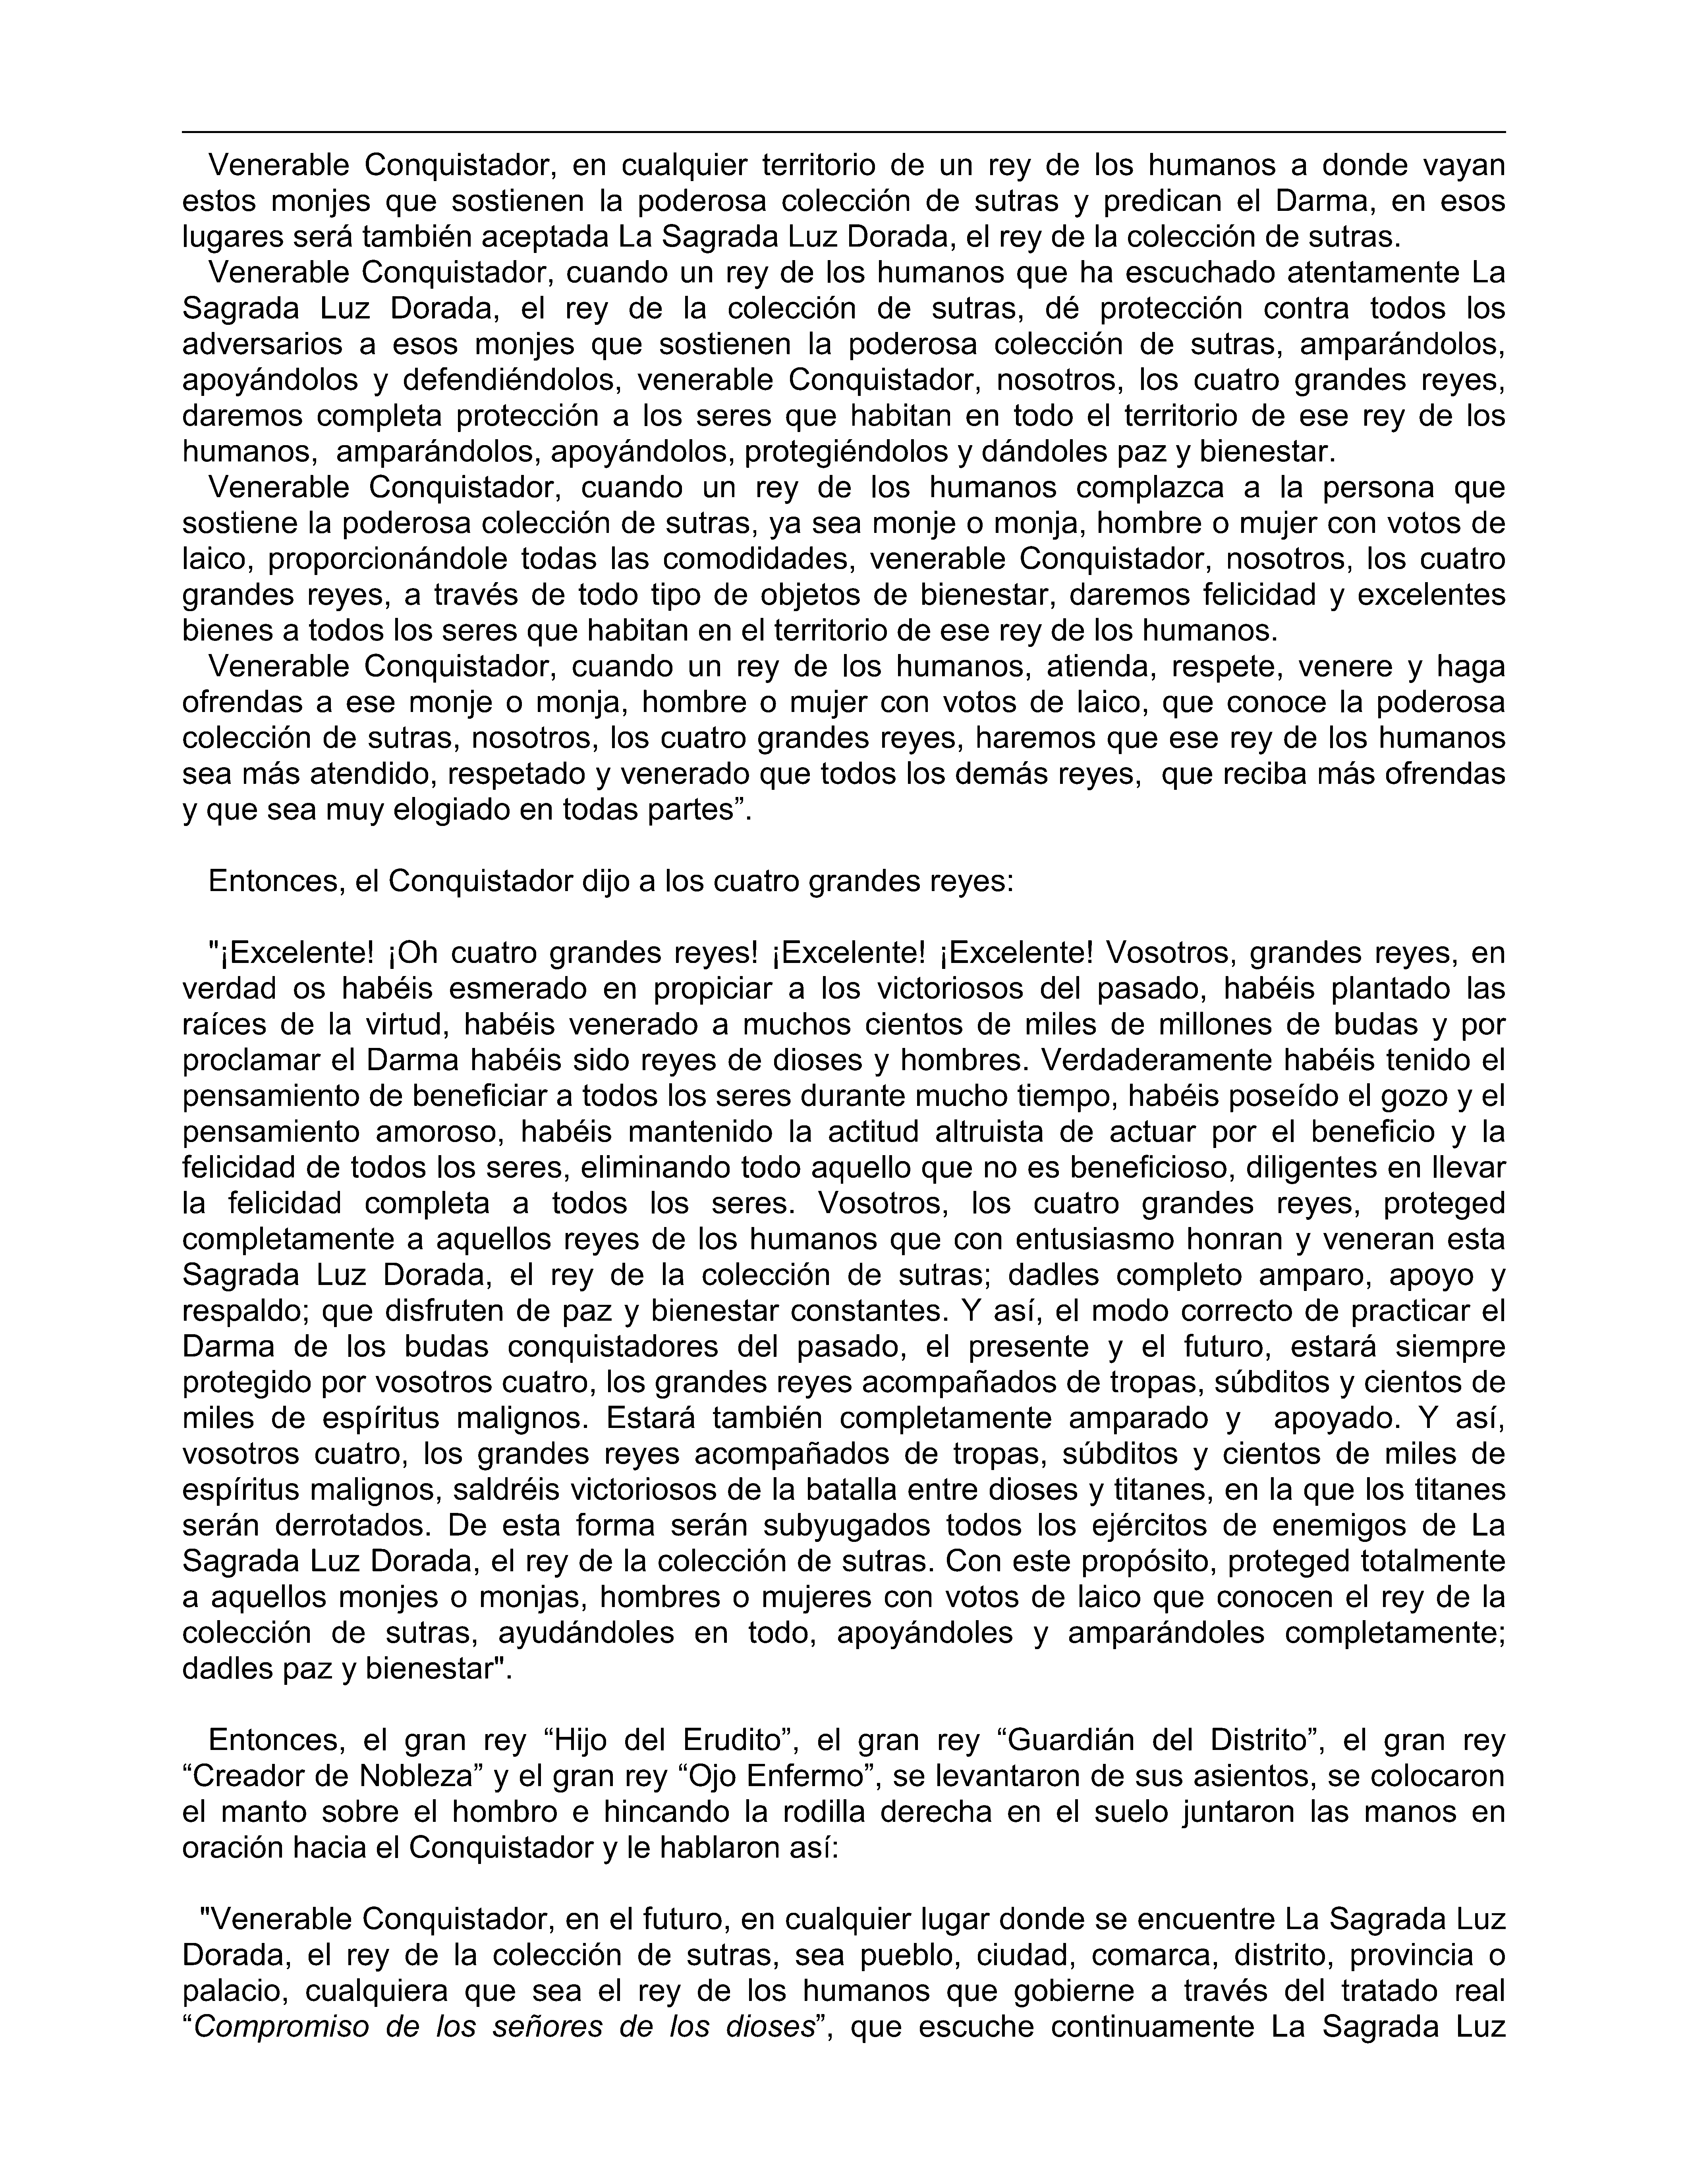 Venerable Conquistador, en cualquier territorio de un rey de los humanos a donde vayan
estos monjes que sostienen la poderosa colección de sutras y predican el Darma, en esos
lugares será también aceptada La Sagrada Luz Dorada, el rey de la colección de sutras.
Venerable Conquistador, cuando un rey de los humanos que ha escuchado atentamente La
Sagrada Luz Dorada, el rey de la colección de sutras, dé protección contra todos los
adversarios a esos monjes que sostienen la poderosa colección de sutras, amparándolos,
apoyándolos y defendiéndolos, venerable Conquistador, nosotros, los cuatro grandes reyes,
daremos completa protección a los seres que habitan en todo el territorio de ese rey de los
humanos,  amparándolos, apoyándolos, protegiéndolos y dándoles paz y bienestar.
Venerable Conquistador, cuando un rey de los humanos complazca a la persona que
sostiene la poderosa colección de sutras, ya sea monje o monja, hombre o mujer con votos de
laico, proporcionándole todas las comodidades, venerable Conquistador, nosotros, los cuatro
grandes reyes, a través de todo tipo de objetos de bienestar, daremos felicidad y excelentes
bienes a todos los seres que habitan en el territorio de ese rey de los humanos.
Venerable Conquistador, cuando un rey de los humanos, atienda, respete, venere y haga
ofrendas a ese monje o monja, hombre o mujer con votos de laico, que conoce la poderosa
colección de sutras, nosotros, los cuatro grandes reyes, haremos que ese rey de los humanos
sea más atendido, respetado y venerado que todos los demás reyes,  que reciba más ofrendas
y que sea muy elogiado en todas partes”.
Entonces, el Conquistador dijo a los cuatro grandes reyes:
"¡Excelente! ¡Oh cuatro grandes reyes! ¡Excelente! ¡Excelente! Vosotros, grandes reyes, en
verdad os habéis esmerado en propiciar a los victoriosos del pasado, habéis plantado las
raíces de la virtud, habéis venerado a muchos cientos de miles de millones de budas y por
proclamar el Darma habéis sido reyes de dioses y hombres. Verdaderamente habéis tenido el
pensamiento de beneficiar a todos los seres durante mucho tiempo, habéis poseído el gozo y el
pensamiento amoroso, habéis mantenido la actitud altruista de actuar por el beneficio y la
felicidad de todos los seres, eliminando todo aquello que no es beneficioso, diligentes en llevar
la felicidad completa a todos los seres. Vosotros, los cuatro grandes reyes, proteged
completamente a aquellos reyes de los humanos que con entusiasmo honran y veneran esta
Sagrada Luz Dorada, el rey de la colección de sutras; dadles completo amparo, apoyo y
respaldo; que disfruten de paz y bienestar constantes. Y así, el modo correcto de practicar el
Darma de los budas conquistadores del pasado, el presente y el futuro, estará siempre
protegido por vosotros cuatro, los grandes reyes acompañados de tropas, súbditos y cientos de
miles de espíritus malignos. Estará también completamente amparado y  apoyado. Y así,
vosotros cuatro, los grandes reyes acompañados de tropas, súbditos y cientos de miles de
espíritus malignos, saldréis victoriosos de la batalla entre dioses y titanes, en la que los titanes
serán derrotados. De esta forma serán subyugados todos los ejércitos de enemigos de La
Sagrada Luz Dorada, el rey de la colección de sutras. Con este propósito, proteged totalmente
a aquellos monjes o monjas, hombres o mujeres con votos de laico que conocen el rey de la
colección de sutras, ayudándoles en todo, apoyándoles y amparándoles completamente;
dadles paz y bienestar".
Entonces, el gran rey “Hijo del Erudito”, el gran rey “Guardián del Distrito”, el gran rey
“Creador de Nobleza” y el gran rey “Ojo Enfermo”, se levantaron de sus asientos, se colocaron
el manto sobre el hombro e hincando la rodilla derecha en el suelo juntaron las manos en
oración hacia el Conquistador y le hablaron así:
"Venerable Conquistador, en el futuro, en cualquier lugar donde se encuentre La Sagrada Luz
Dorada, el rey de la colección de sutras, sea pueblo, ciudad, comarca, distrito, provincia o
palacio, cualquiera que sea el rey de los humanos que gobierne a través del tratado real
“Compromiso de los señores de los dioses”, que escuche continuamente La Sagrada Luz